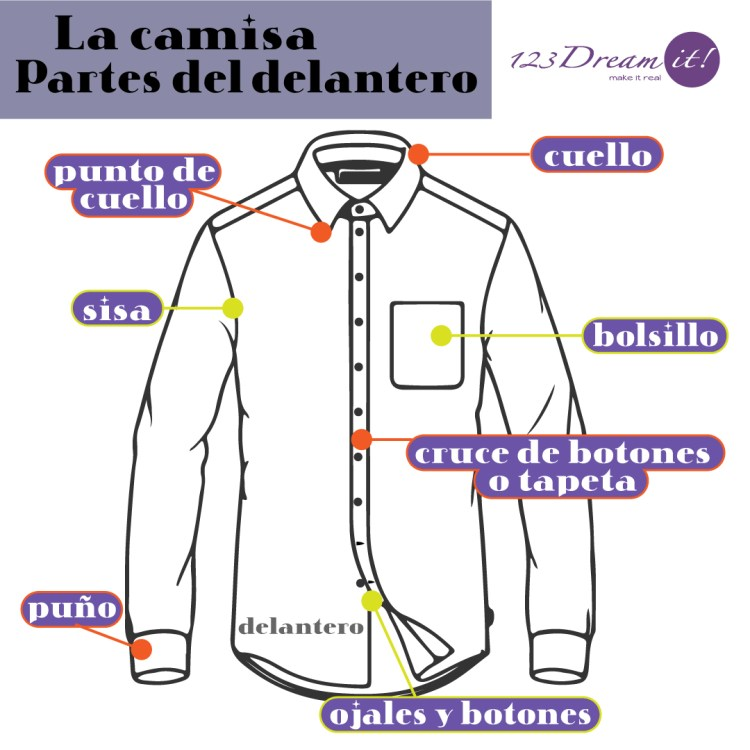 La camisa
Partes del delantero
123Dream it!
make it real
punto de
cuello
cuello
sisa
bolsillo
cruce de botones
o tapeta
puño
delantero
ojales y botones